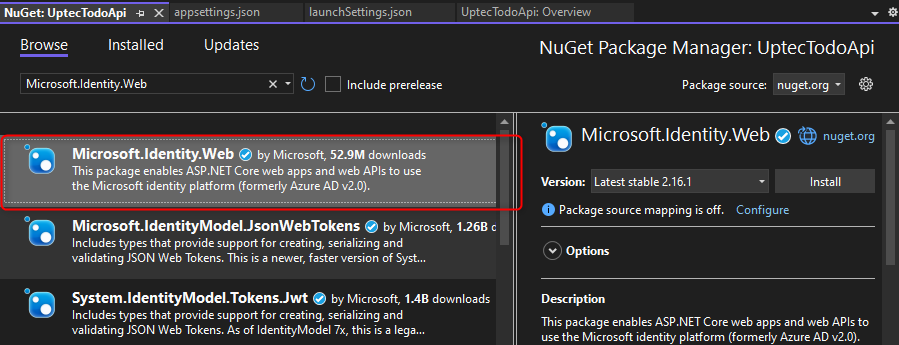 NuGet: UptecTodoApi appsettings.json launchSettings.json UptecTodoApi: Overview
Browse Installed Updates
NuGet Package Manager: UptecTodoApi
Microsoft.Identity.Web
Include prerelease
Package source: nuget.org
Microsoft.Identity.Web by Microsoft, 52.9M downloads
This package enables ASP.NET Core web apps and web APIs to use
the Microsoft identity platform (formerly Azure AD v2.0).
Microsoft.IdentityModel.JsonWebTokens by Microsoft, 1.26B d
Includes types that provide support for creating, serializing and
validating JSON Web Tokens. This is a newer, faster version of Syst...
System.IdentityModel.Tokens.Jwt by Microsoft, 1.4B downloads
Includes types that provide support for creating, serializing and
validating JSON Web Tokens. As of IdentityModel 7x, this is a lega...
Microsoft.Identity.Web nuget.org
Version: Latest stable 2.16.1 Install
Package source mapping is off. Configure
Options
Description
This package enables ASP.NET Core web apps and web APIs to
use the Microsoft identity platform (formerly Azure AD v2.0).